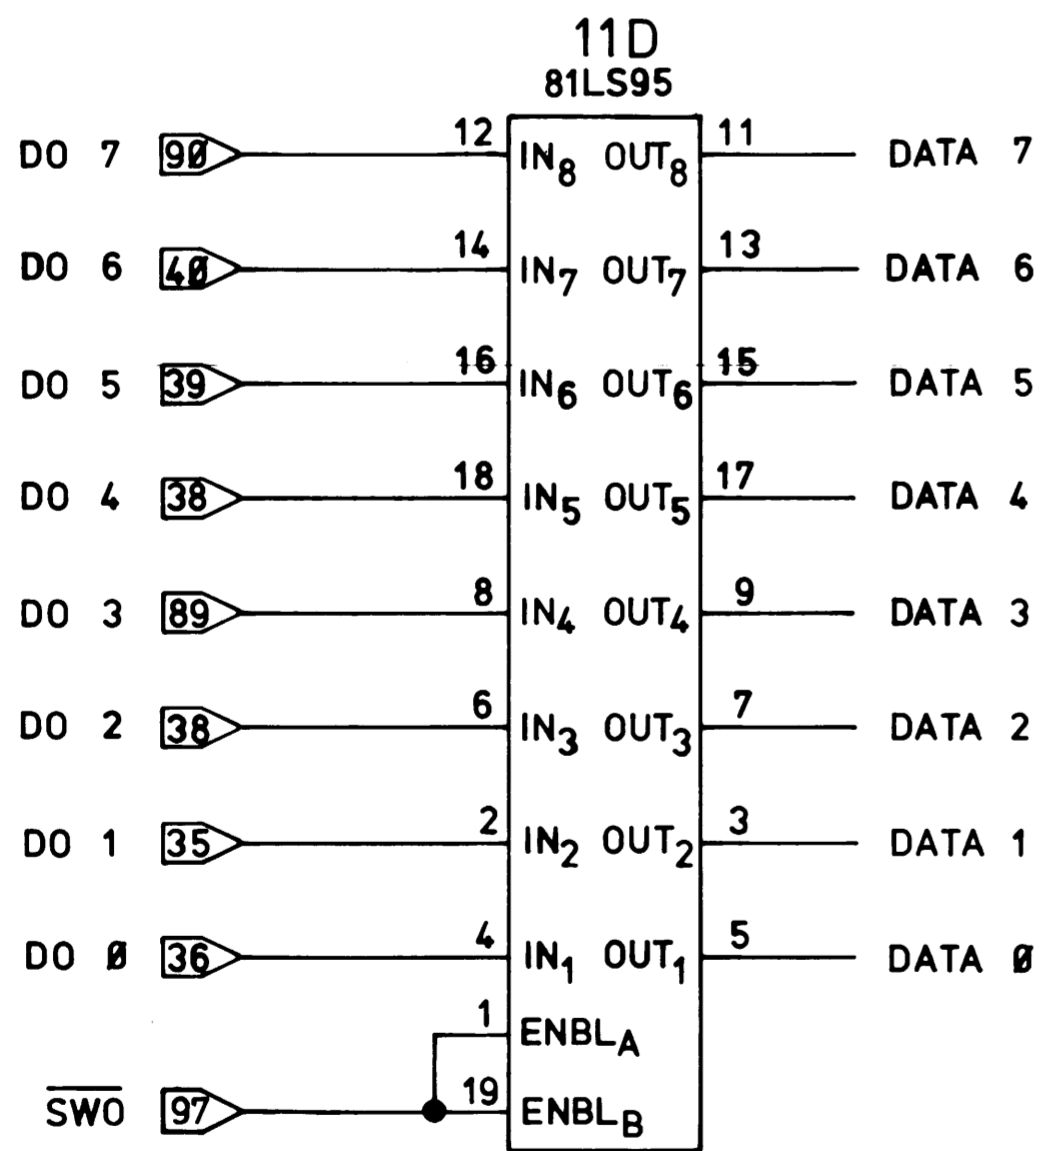 11D
81LS95
DO 7 90 12 IN8 OUT8 11 DATA 7
DO 6 40 14 IN7 OUT7 13 DATA 6
DO 5 39 16 IN6 OUT6 15 DATA 5
DO 4 38 18 IN5 OUT5 17 DATA 4
DO 3 89 8 IN4 OUT4 9 DATA 3
DO 2 38 6 IN3 OUT3 7 DATA 2
DO 1 35 2 IN2 OUT2 3 DATA 1
DO 0 36 4 IN1 OUT1 5 DATA 0
1 ENBLA
SWO 97 19 ENBLB